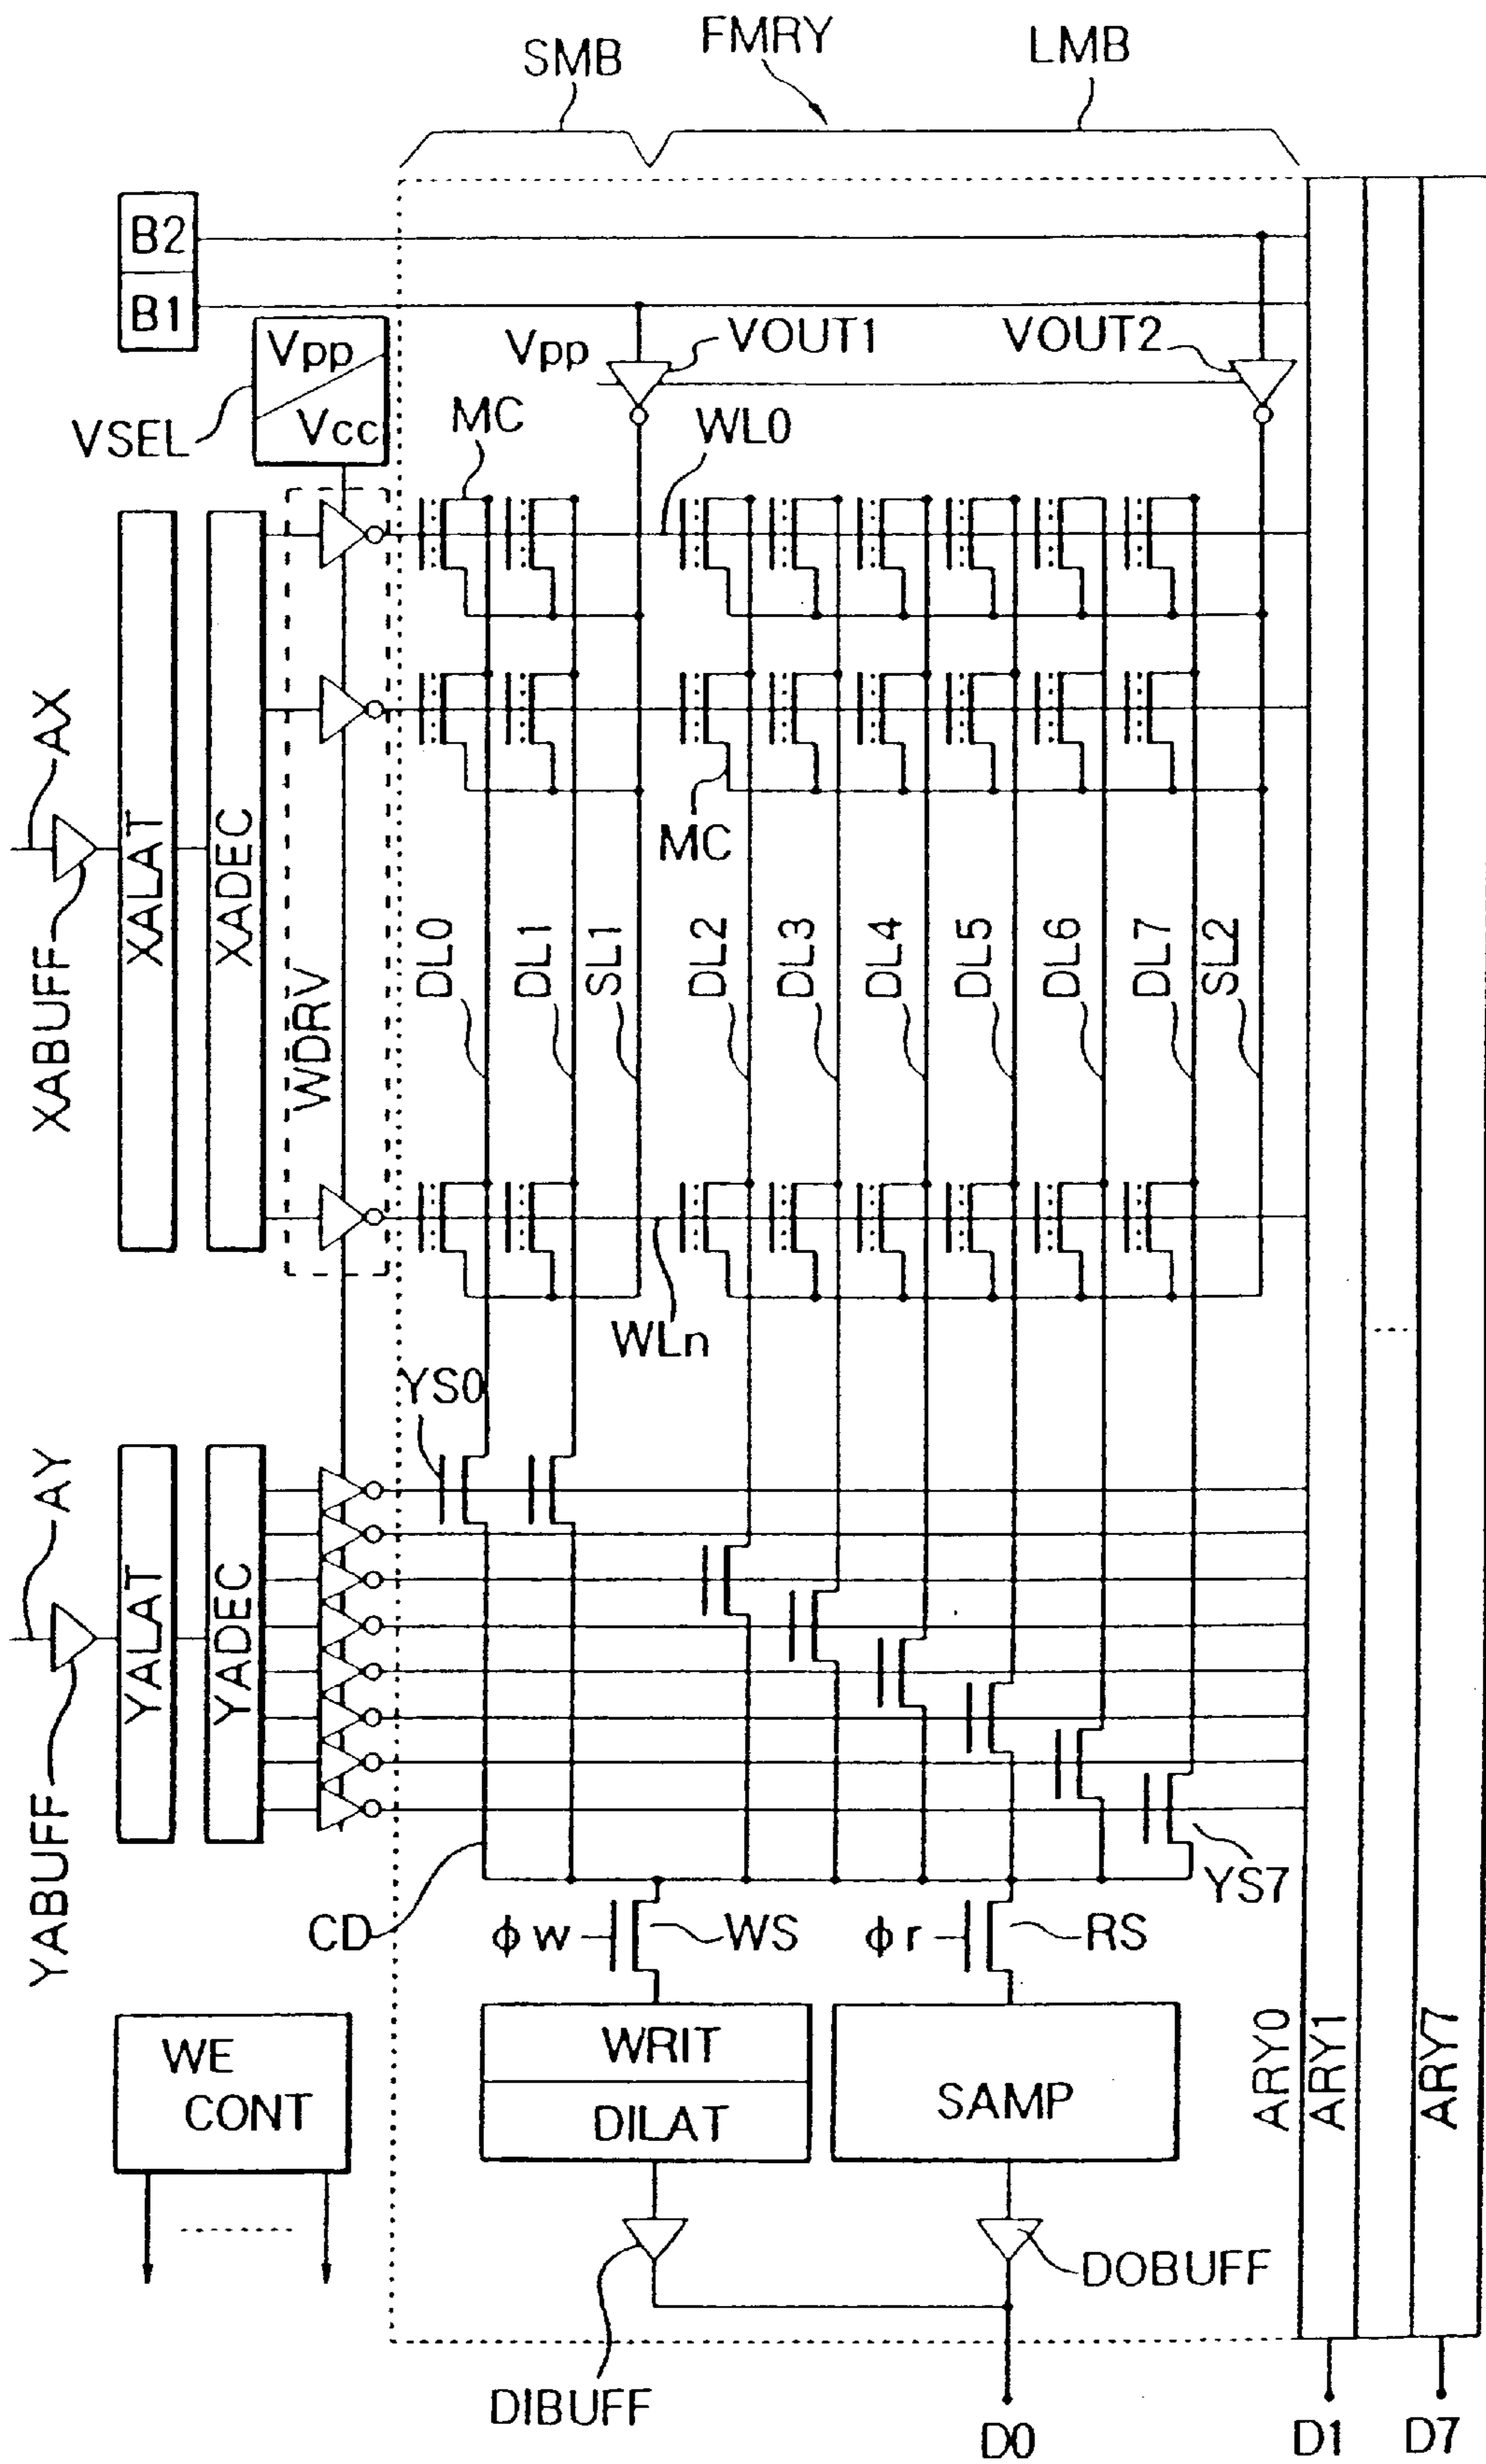 SMB
FMRY
LMB
B2
B1
Vpp
Vcc
VSEL
Vpp
VOUT1
VOUT2
MC
WL0
AX
XABUFF
XALAT
XADEC
WDRV
MC
DL0
DL1
SL1
DL2
DL3
DL4
DL5
DL6
DL7
SL2
WLn
YS0
AY
YABUFF
YALAT
YADEC
YS7
CD
ϕw
WS
ϕr
RS
WE
CONT
WRIT
DILAT
SAMP
ARY0
ARY1
ARY7
DIBUFF
DOBUFF
D0
D1
D7